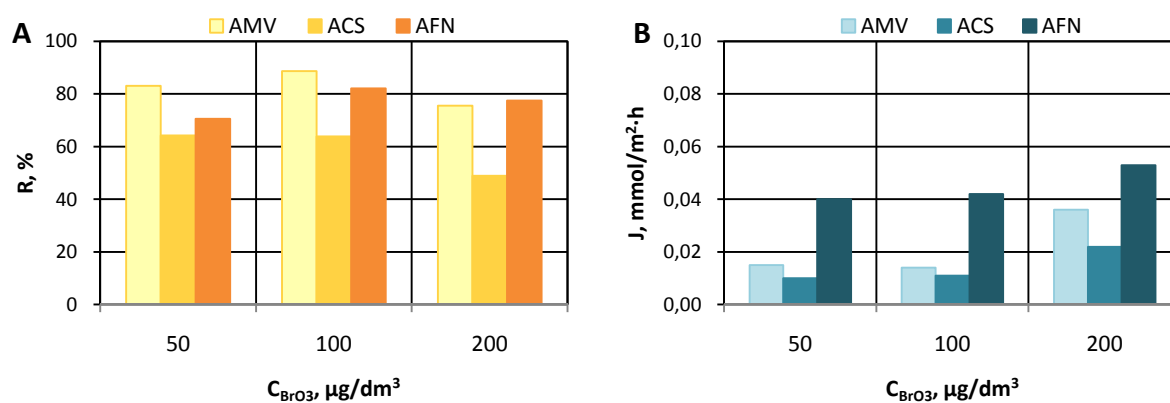 A
AMV ACS AFN
100
80
60
40
20
0
R, %
50 100 200
C_BrO3, µg/dm³
B
AMV ACS AFN
0,10
0,08
0,06
0,04
0,02
0,00
J, mmol/m²·h
50 100 200
C_BrO3, µg/dm³